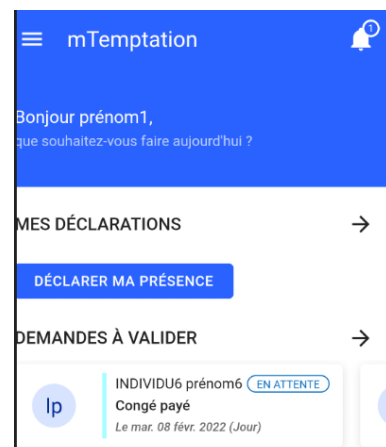 mTemptation
1
Bonjour prénom1,
que souhaitez-vous faire aujourd'hui ?
MES DÉCLARATIONS
DÉCLARER MA PRÉSENCE
DEMANDES À VALIDER
Ip
INDIVIDU6 prénom6 EN ATTENTE
Congé payé
Le mar. 08 févr. 2022 (Jour)